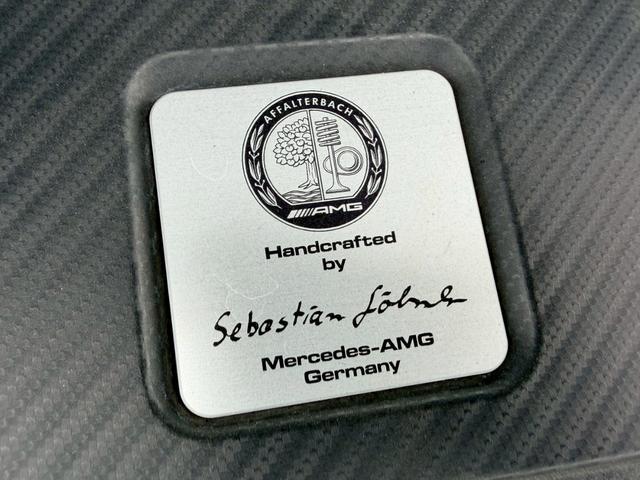 AFFALTERBACH
AMG
Handcrafted
by
Sebastian
Mercedes-AMG
Germany